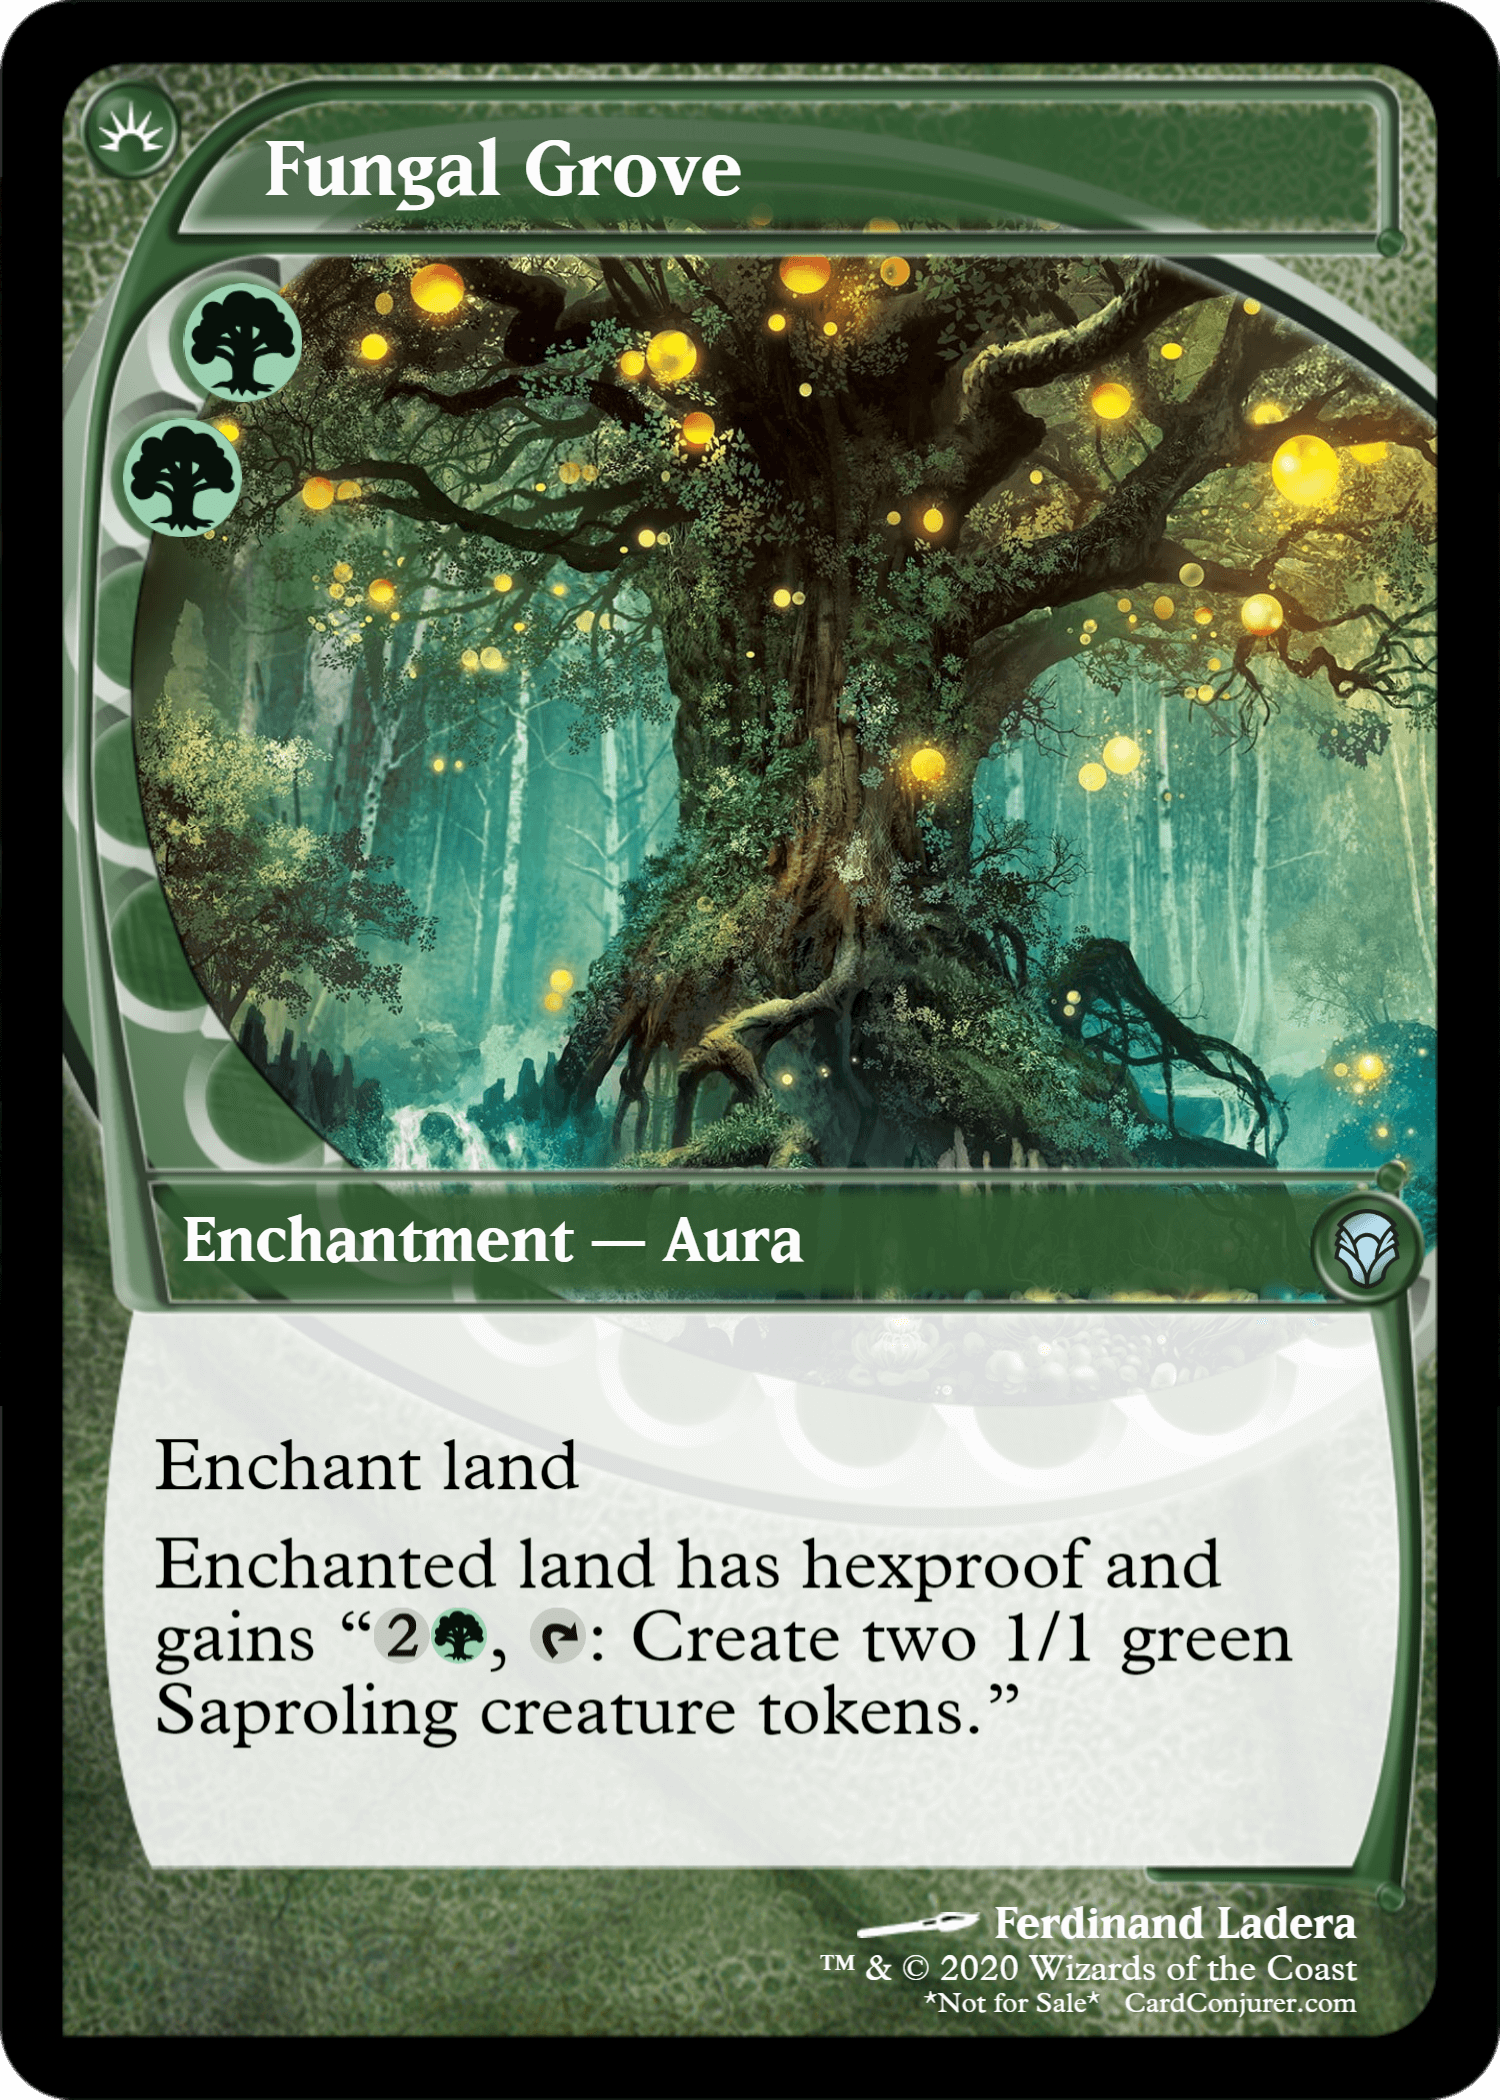 Fungal Grove
Enchantment — Aura
Enchant land
Enchanted land has hexproof and
gains “2, : Create two 1/1 green
Saproling creature tokens.”
Ferdinand Ladera
™ & © 2020 Wizards of the Coast
*Not for Sale* CardConjurer.com